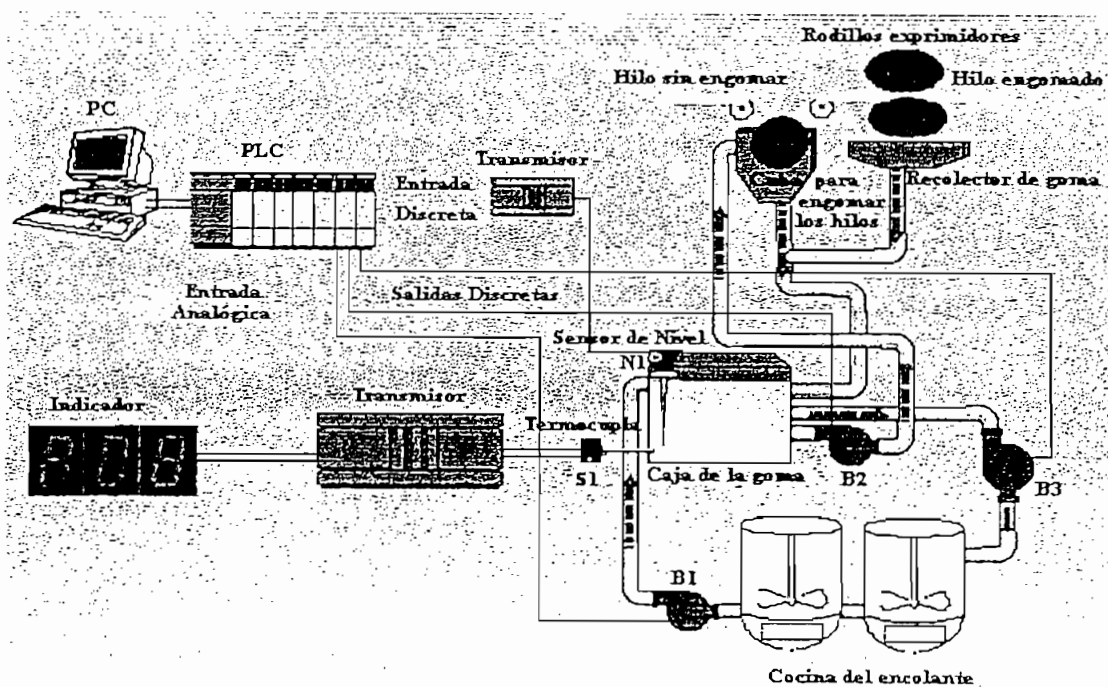 Rodillos exprimidores
Hilo sin engomar
Hilo engomado
PC
PLC
Transmisor
Entrada
Discreta
para
engomar
los hilos
Recolector de goma
Entrada
Analógica
Salidas Discretas
Sensor de Nivel
N1
Indicador
Transmisor
Termocupla
S1
Caja de la goma
B2
B3
B1
Cocina del encolante